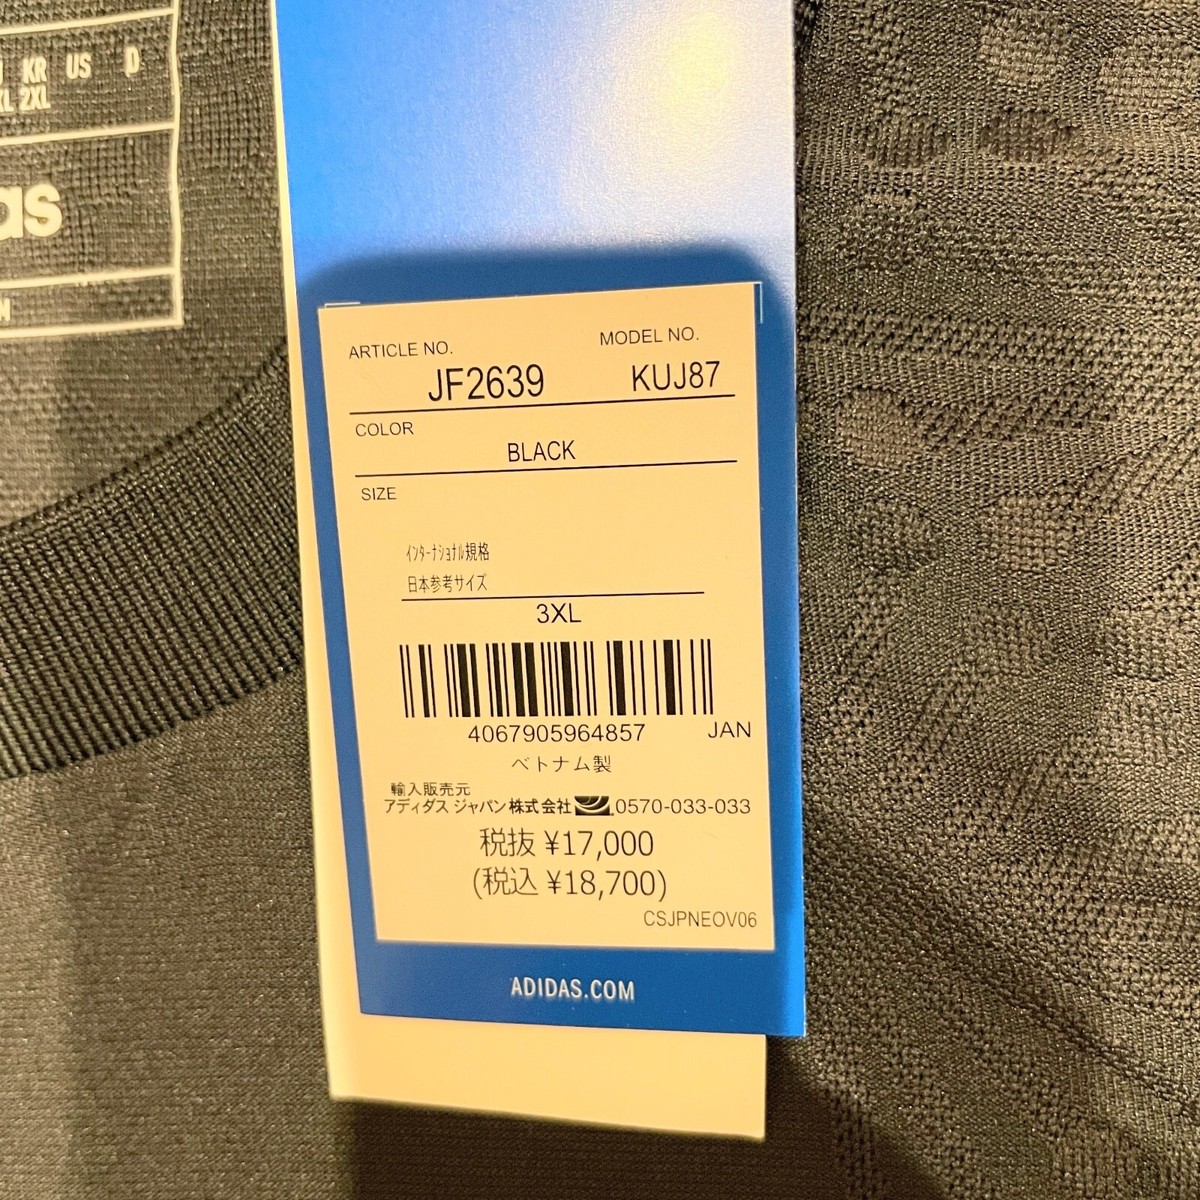 KR US D
2XL
as
ARTICLE NO. MODEL NO.
JF2639 KUJ87
COLOR
BLACK
SIZE
インターナショナル規格
日本参考サイズ
3XL
4067905964857 JAN
ベトナム製
輸入販売元
アディダス ジャパン株式会社 0570-033-033
税抜 ¥17,000
(税込 ¥18,700)
CSJPNEOV06
ADIDAS.COM